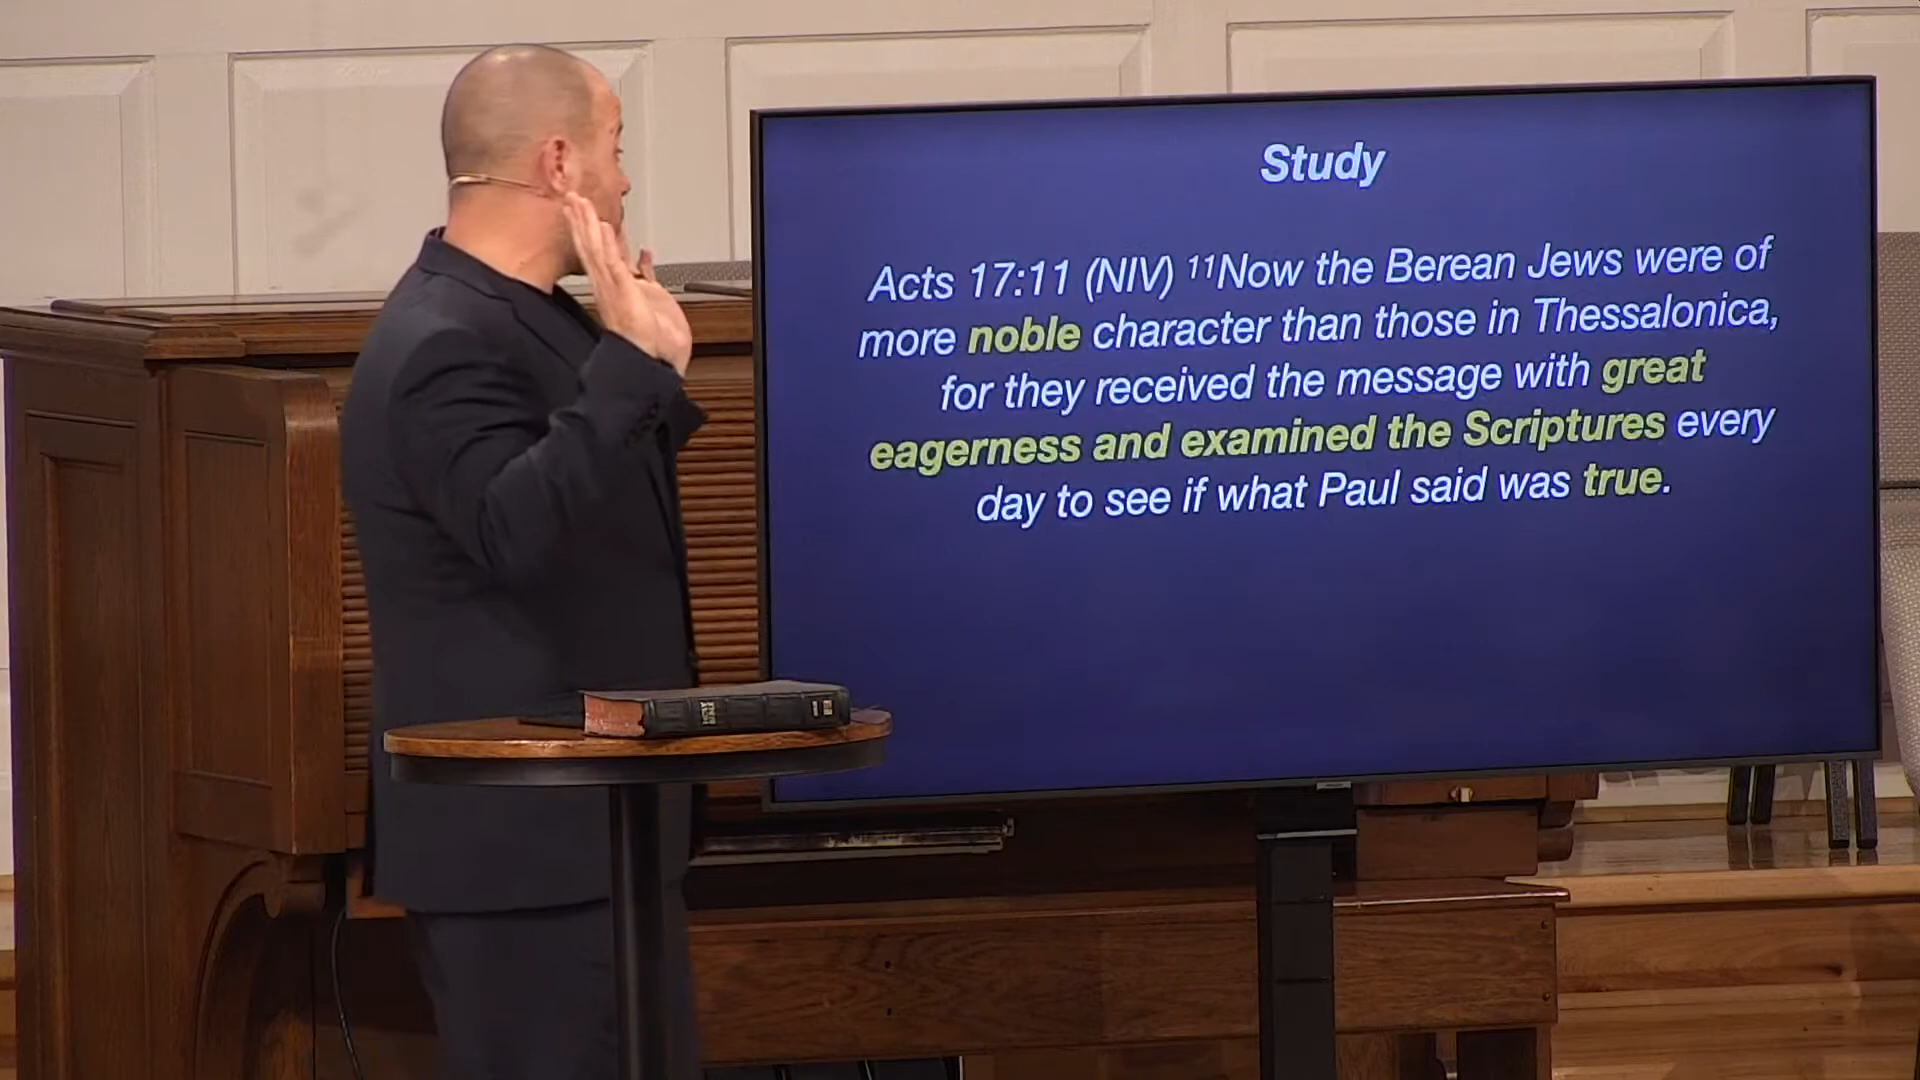 Study
Acts 17:11 (NIV) ¹¹Now the Berean Jews were of
more noble character than those in Thessalonica,
for they received the message with great
eagerness and examined the Scriptures every
day to see if what Paul said was true.